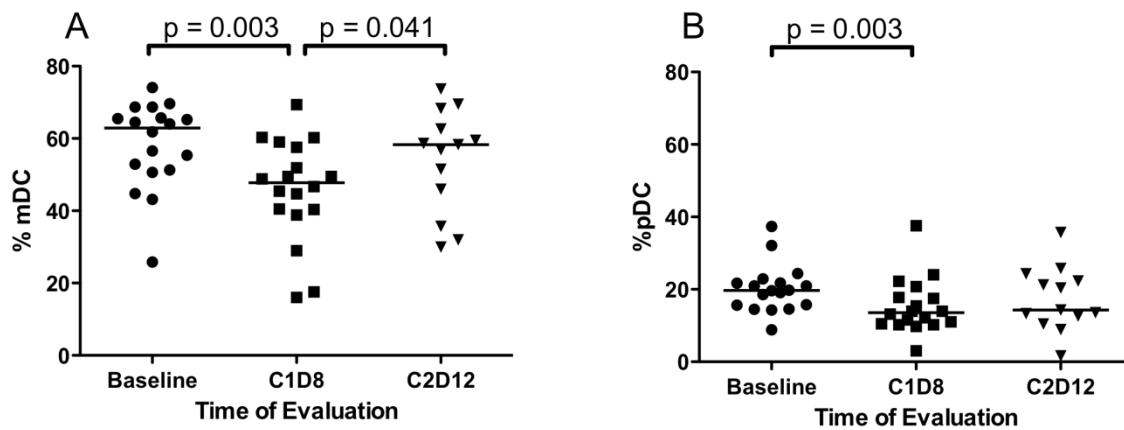 A
p = 0.003
p = 0.041
% mDC
80
60
40
20
0
Baseline
C1D8
C2D12
Time of Evaluation
B
p = 0.003
%pDC
80
60
40
20
0
Baseline
C1D8
C2D12
Time of Evaluation